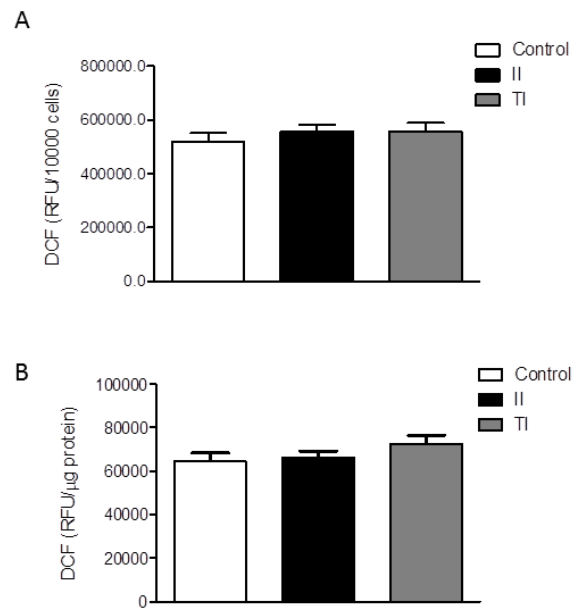 A
Control
II
TI
DCF (RFU/10000 cells)
800000.0
600000.0
400000.0
200000.0
0.0
B
Control
II
TI
DCF (RFU/µg protein)
100000
80000
60000
40000
20000
0